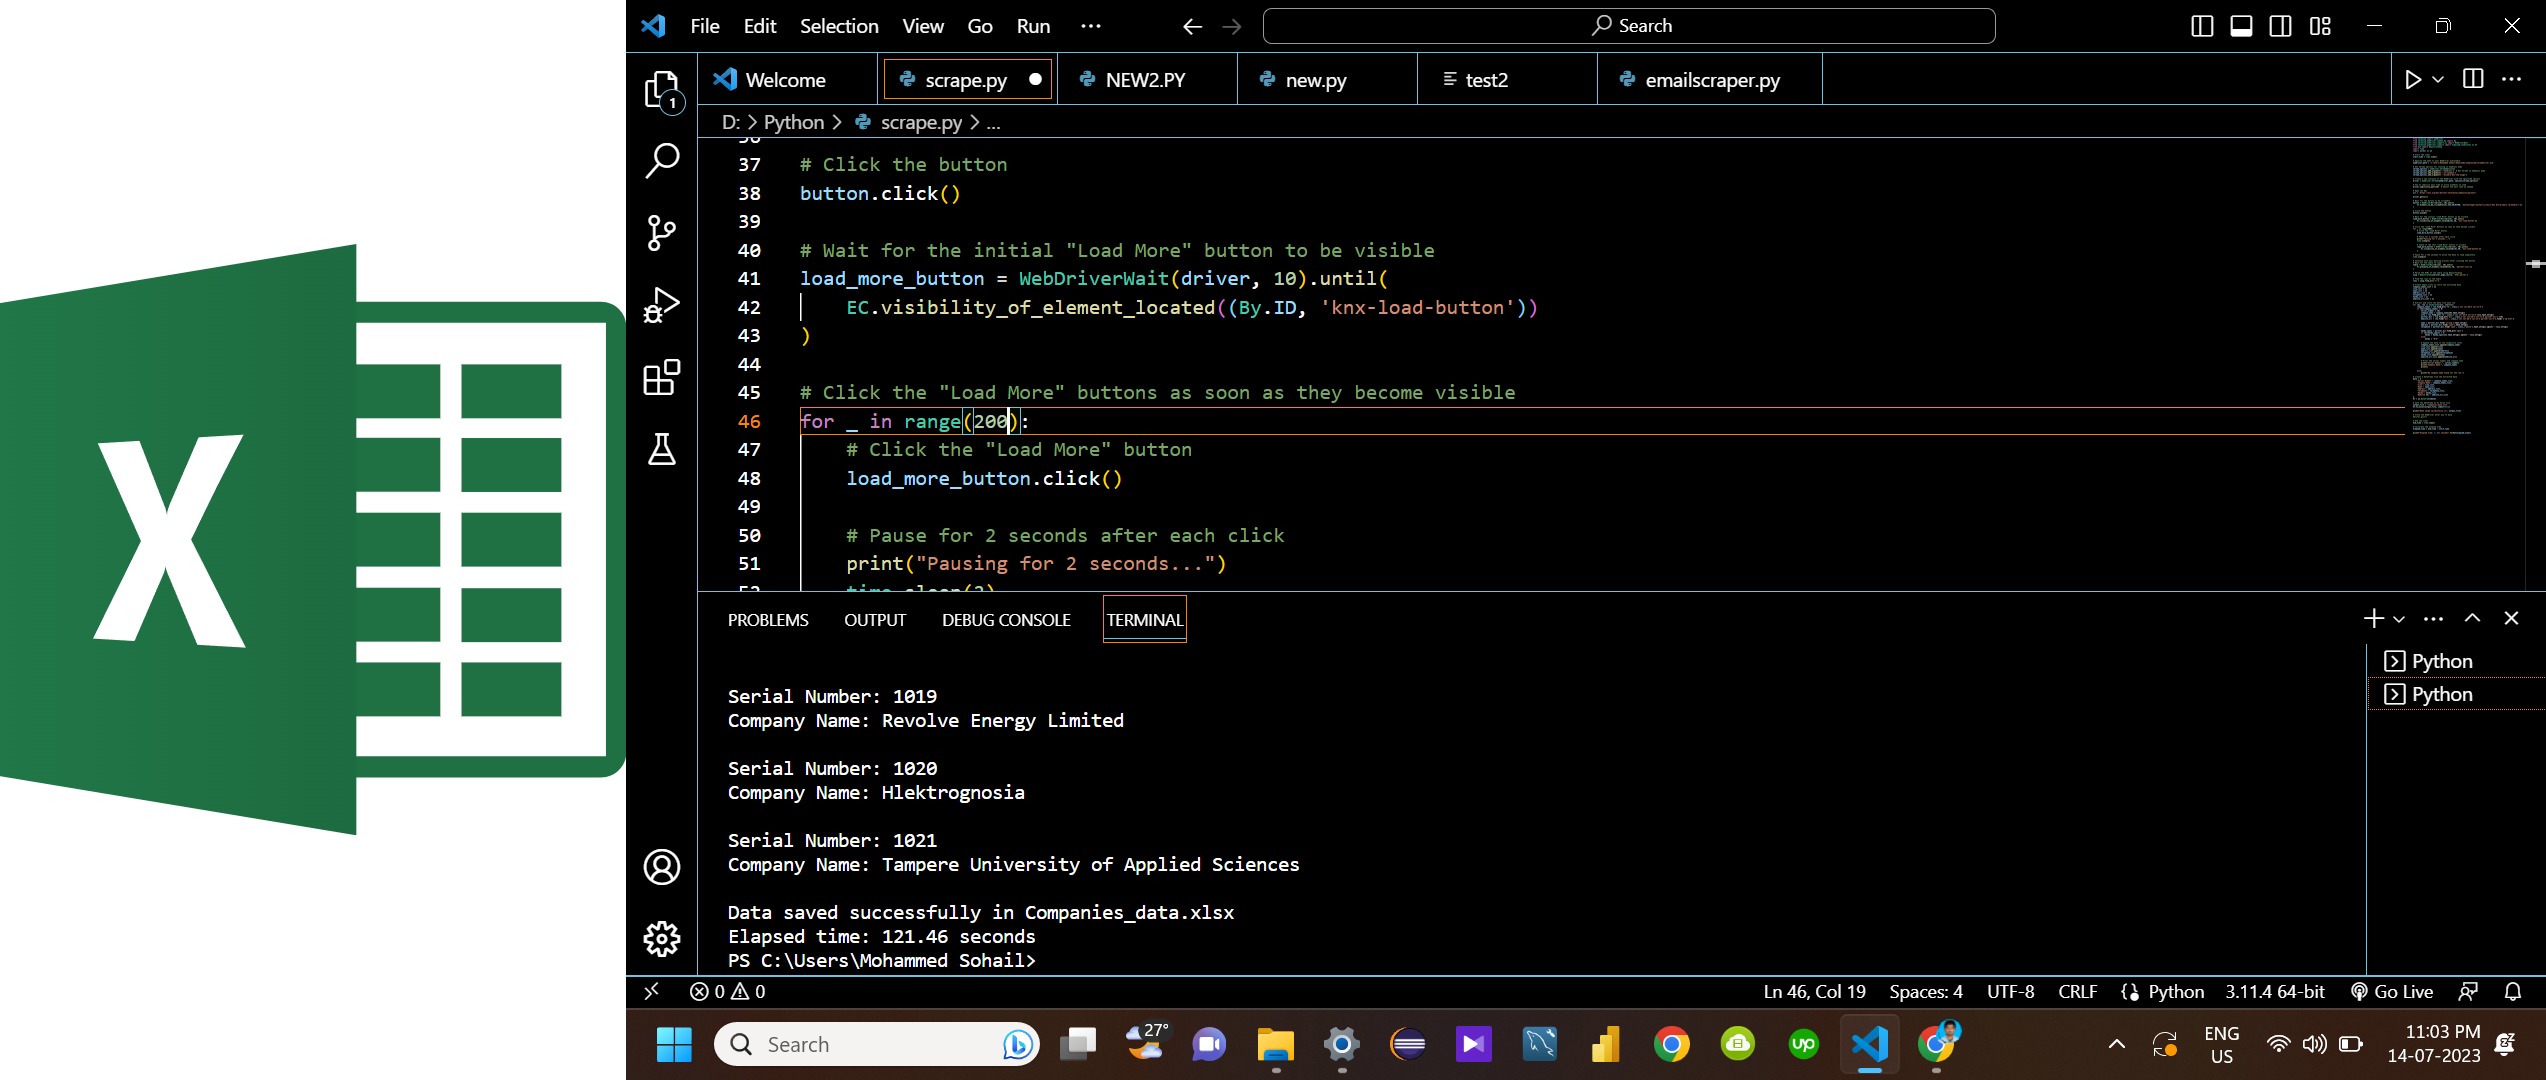 X
File Edit Selection View Go Run ...
Search
Welcome scrape.py NEW2.PY new.py test2 emailscraper.py
1
D: > Python > scrape.py > ...
37 # Click the button
38 button.click()
39
40 # Wait for the initial "Load More" button to be visible
41 load_more_button = WebDriverWait(driver, 10).until(
42 EC.visibility_of_element_located((By.ID, 'knx-load-button'))
43 )
44
45 # Click the "Load More" buttons as soon as they become visible
46 for _ in range(200):
47 # Click the "Load More" button
48 load_more_button.click()
49
50 # Pause for 2 seconds after each click
51 print("Pausing for 2 seconds...")
52 time.sleep(2)
PROBLEMS OUTPUT DEBUG CONSOLE TERMINAL
Python
Python
Serial Number: 1019
Company Name: Revolve Energy Limited
Serial Number: 1020
Company Name: Hlektrognosia
Serial Number: 1021
Company Name: Tampere University of Applied Sciences
Data saved successfully in Companies_data.xlsx
Elapsed time: 121.46 seconds
PS C:\Users\Mohammed Sohail>
0 0 Ln 46, Col 19 Spaces: 4 UTF-8 CRLF Python 3.11.4 64-bit Go Live
Search 27° up ENG 11:03 PM
US 14-07-2023